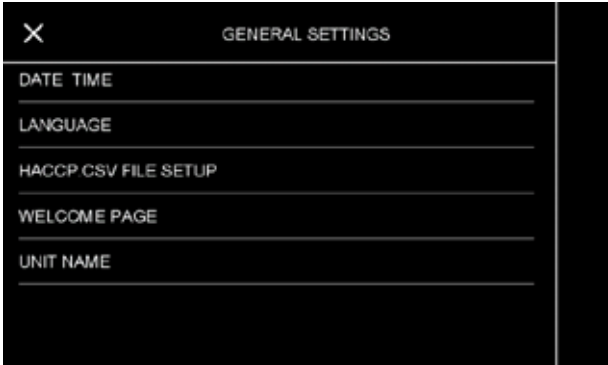 GENERAL SETTINGS
DATE TIME
LANGUAGE
HACCP.CSV FILE SETUP
WELCOME PAGE
UNIT NAME